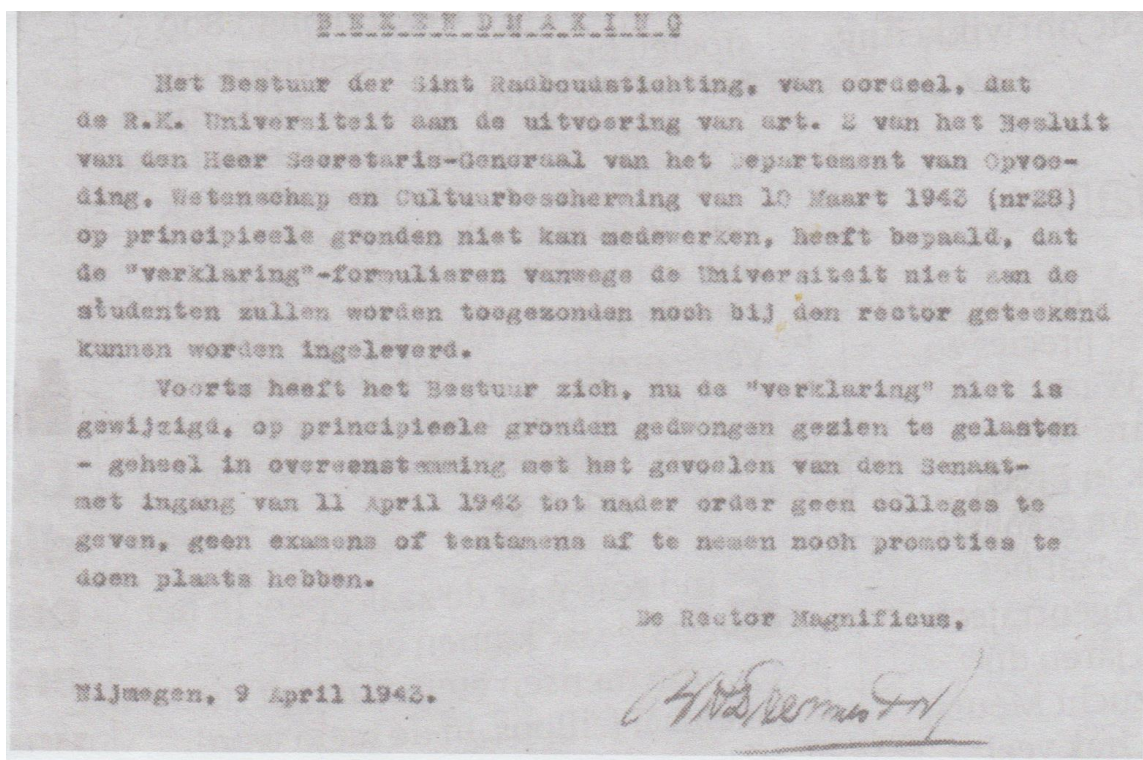 BEKENDMAKING
Het Bestuur der Sint Radboudstichting, van oordeel, dat
de R.K. Universiteit aan de uitvoering van art. 2 van het Besluit
van den Heer Secretaris-Generaal van het Departement van Opvoe-
ding, Wetenschap en Cultuurbescherming van 10 Maart 1943 (nr28)
op principieele gronden niet kan medewerken, heeft bepaald, dat
de "verklaring"-formulieren vanwege de Universiteit niet aan de
studenten zullen worden toegezonden noch bij den rector geteekend
kunnen worden ingeleverd.
Voorts heeft het Bestuur zich, nu de "verklaring" niet is
gewijzigd, op principieele gronden gedwongen gezien te gelasten
- geheel in overeenstemming met het gevoelen van den Senaat-
met ingang van 11 April 1943 tot nader order geen colleges te
geven, geen examens of tentamens af te nemen noch promoties te
doen plaats hebben.
De Rector Magnificus,
Nijmegen, 9 April 1943.